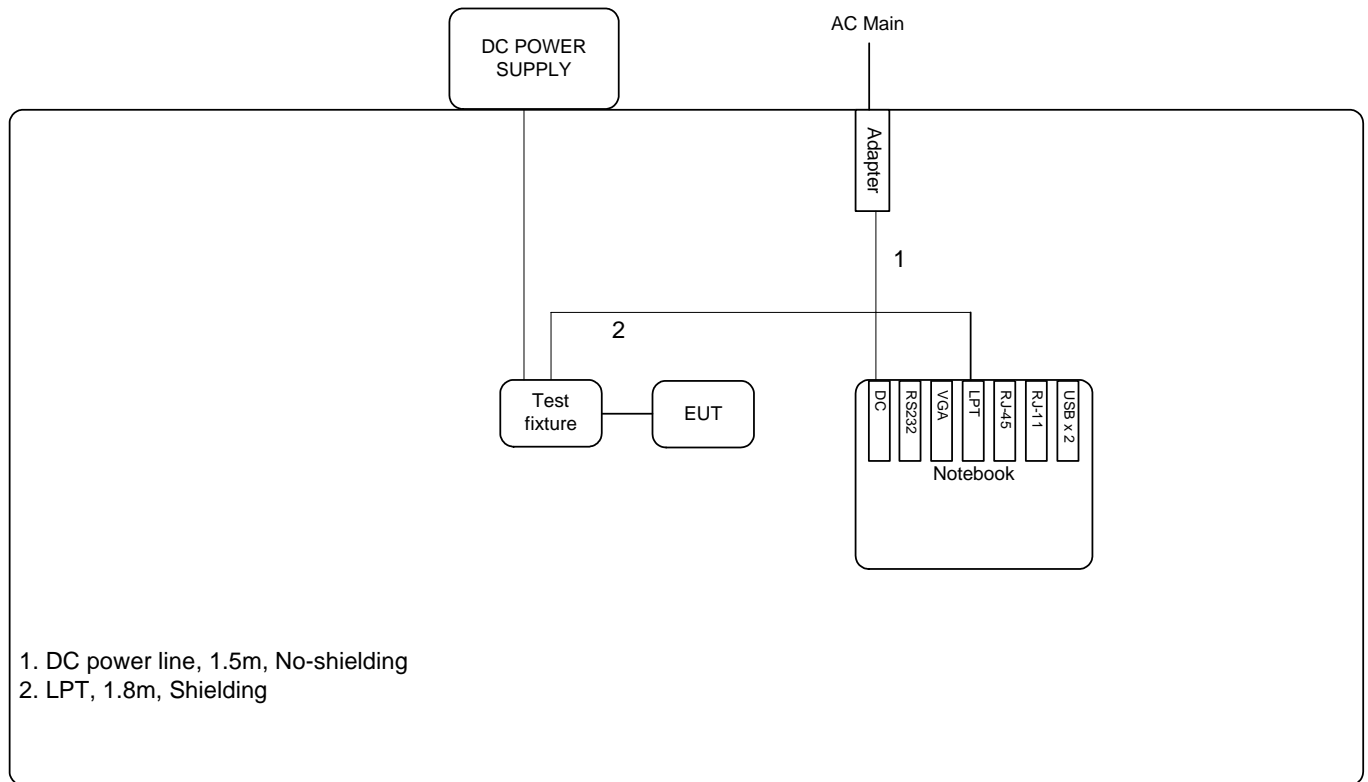 DC POWER
SUPPLY
AC Main
Adapter
1
2
Test
fixture
EUT
DC
RS232
VGA
LPT
RJ-45
RJ-11
USB x 2
Notebook
1. DC power line, 1.5m, No-shielding
2. LPT, 1.8m, Shielding